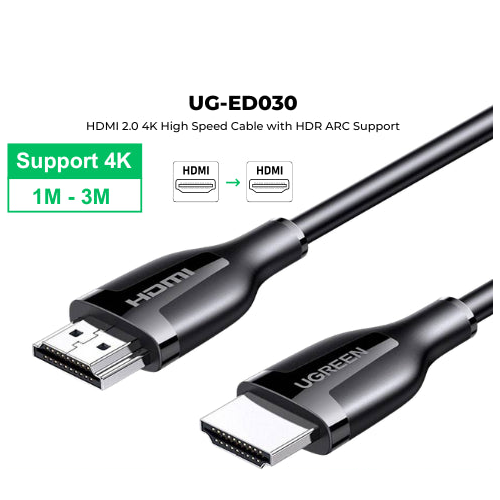 UG-ED030
HDMI 2.0 4K High Speed Cable with HDR ARC Support
Support 4K
1M - 3M
HDMI → HDMI
HDMI
UGREEN